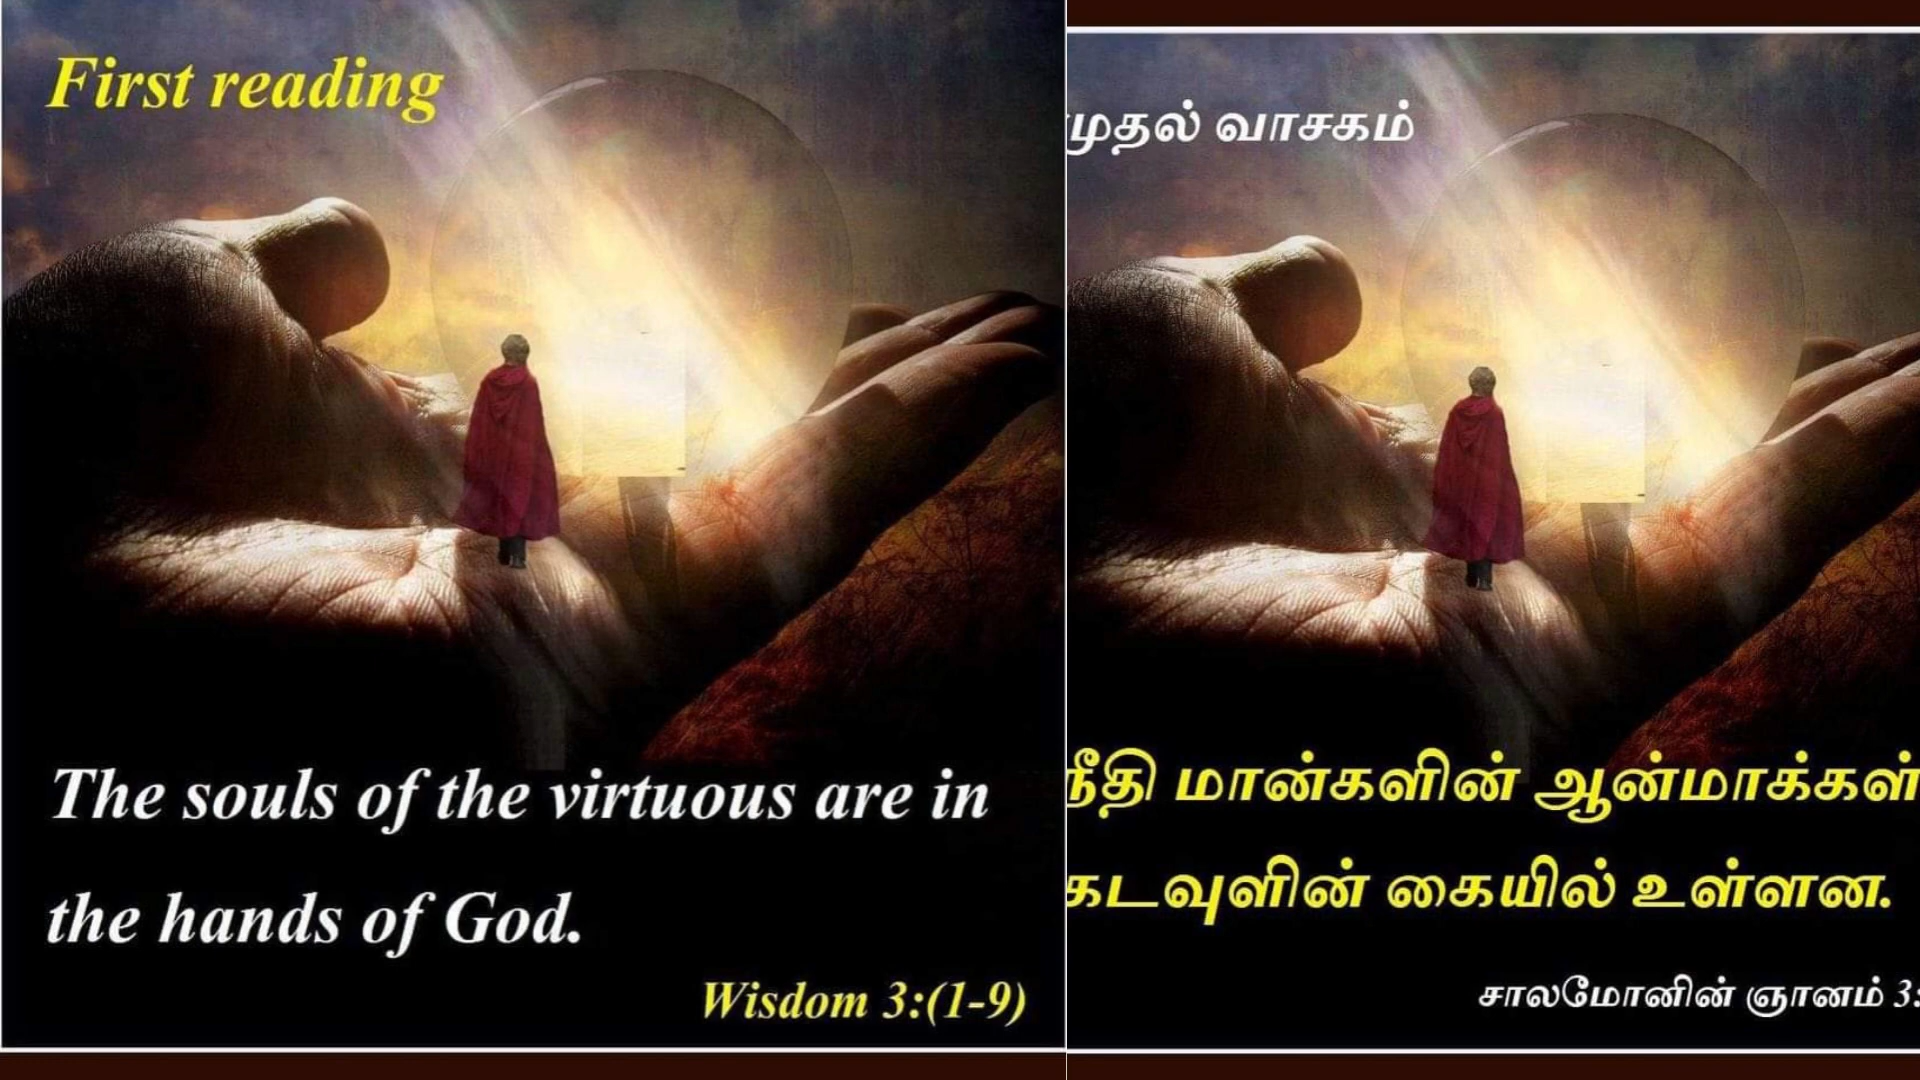 First reading
The souls of the virtuous are in
the hands of God.
Wisdom 3:(1-9)
முதல் வாசகம்
நீதி மான்களின் ஆன்மாக்கள்
கடவுளின் கையில் உள்ளன.
சாலமோனின் ஞானம் 3: